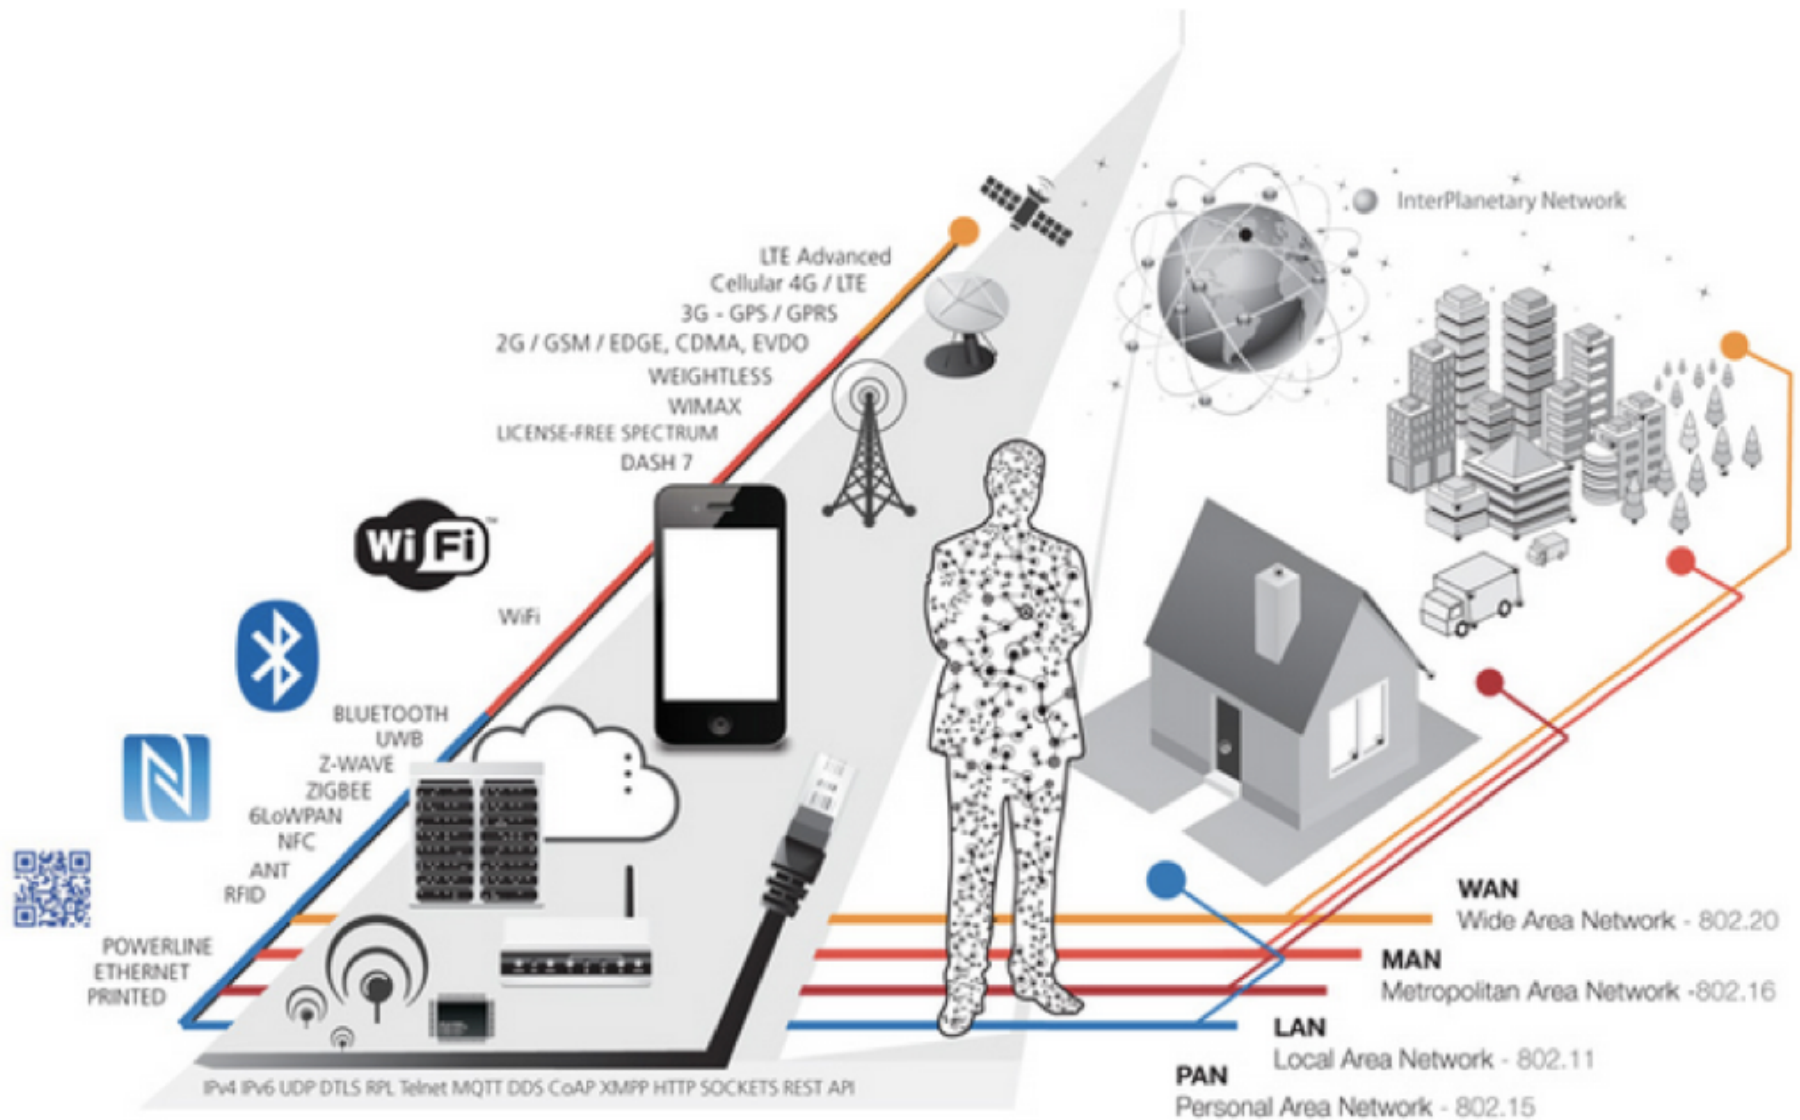 InterPlanetary Network
LTE Advanced
Cellular 4G / LTE
3G - GPS / GPRS
2G / GSM / EDGE, CDMA, EVDO
WEIGHTLESS
WIMAX
LICENSE-FREE SPECTRUM
DASH 7
Wi Fi™
WiFi
BLUETOOTH
UWB
Z-WAVE
ZIGBEE
6LoWPAN
NFC
ANT
RFID
POWERLINE
ETHERNET
PRINTED
WAN
Wide Area Network - 802.20
MAN
Metropolitan Area Network -802.16
LAN
Local Area Network - 802.11
PAN
Personal Area Network - 802.15
IPv4 IPv6 UDP DTLS RPL Telnet MQTT DDS CoAP XMPP HTTP SOCKETS REST API